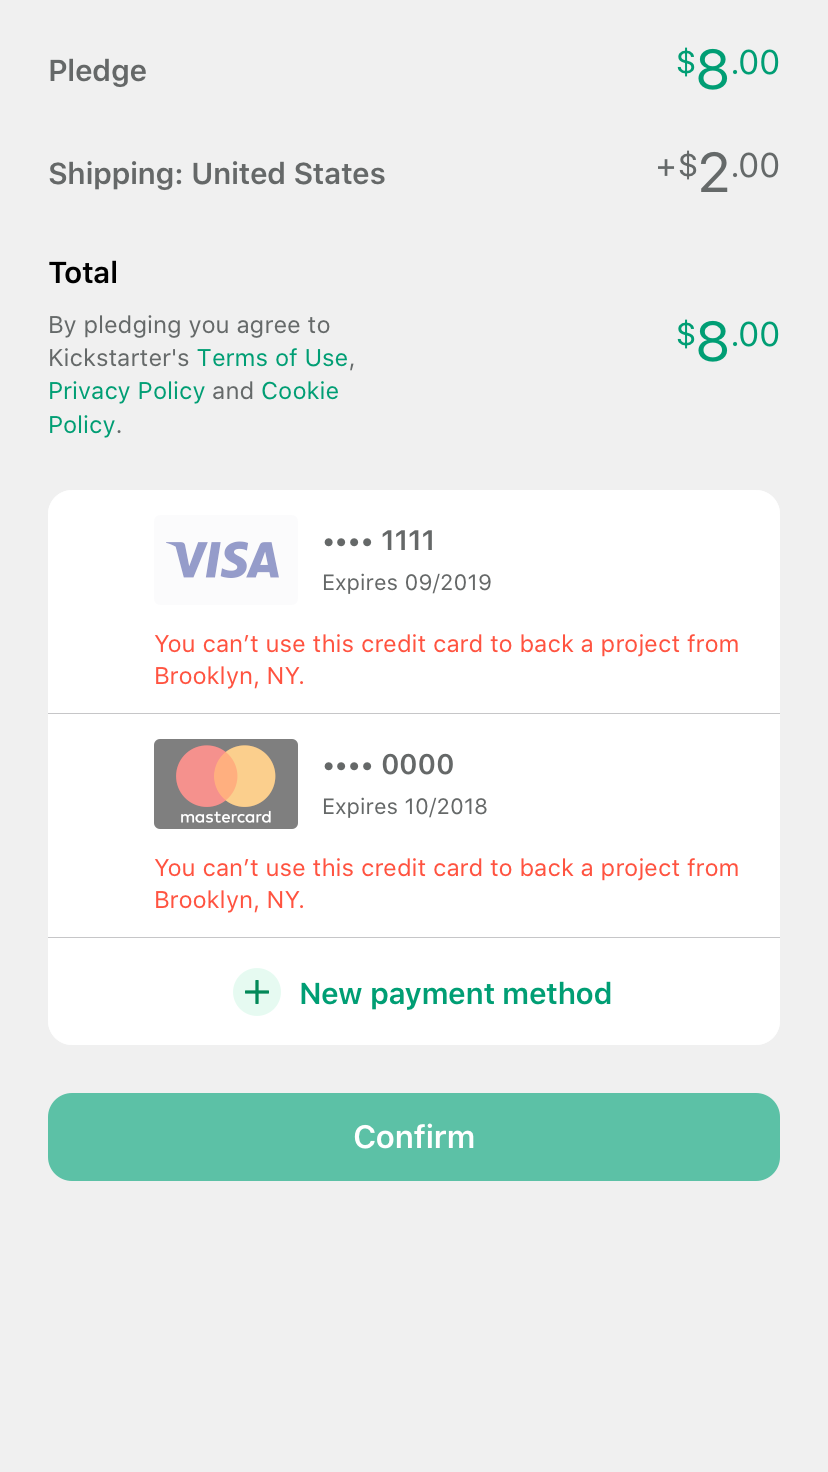 Pledge $8.00
Shipping: United States +$2.00
Total
By pledging you agree to
Kickstarter's Terms of Use,
Privacy Policy and Cookie
Policy.
$8.00
VISA •••• 1111
Expires 09/2019
You can’t use this credit card to back a project from
Brooklyn, NY.
mastercard •••• 0000
Expires 10/2018
You can’t use this credit card to back a project from
Brooklyn, NY.
+ New payment method
Confirm